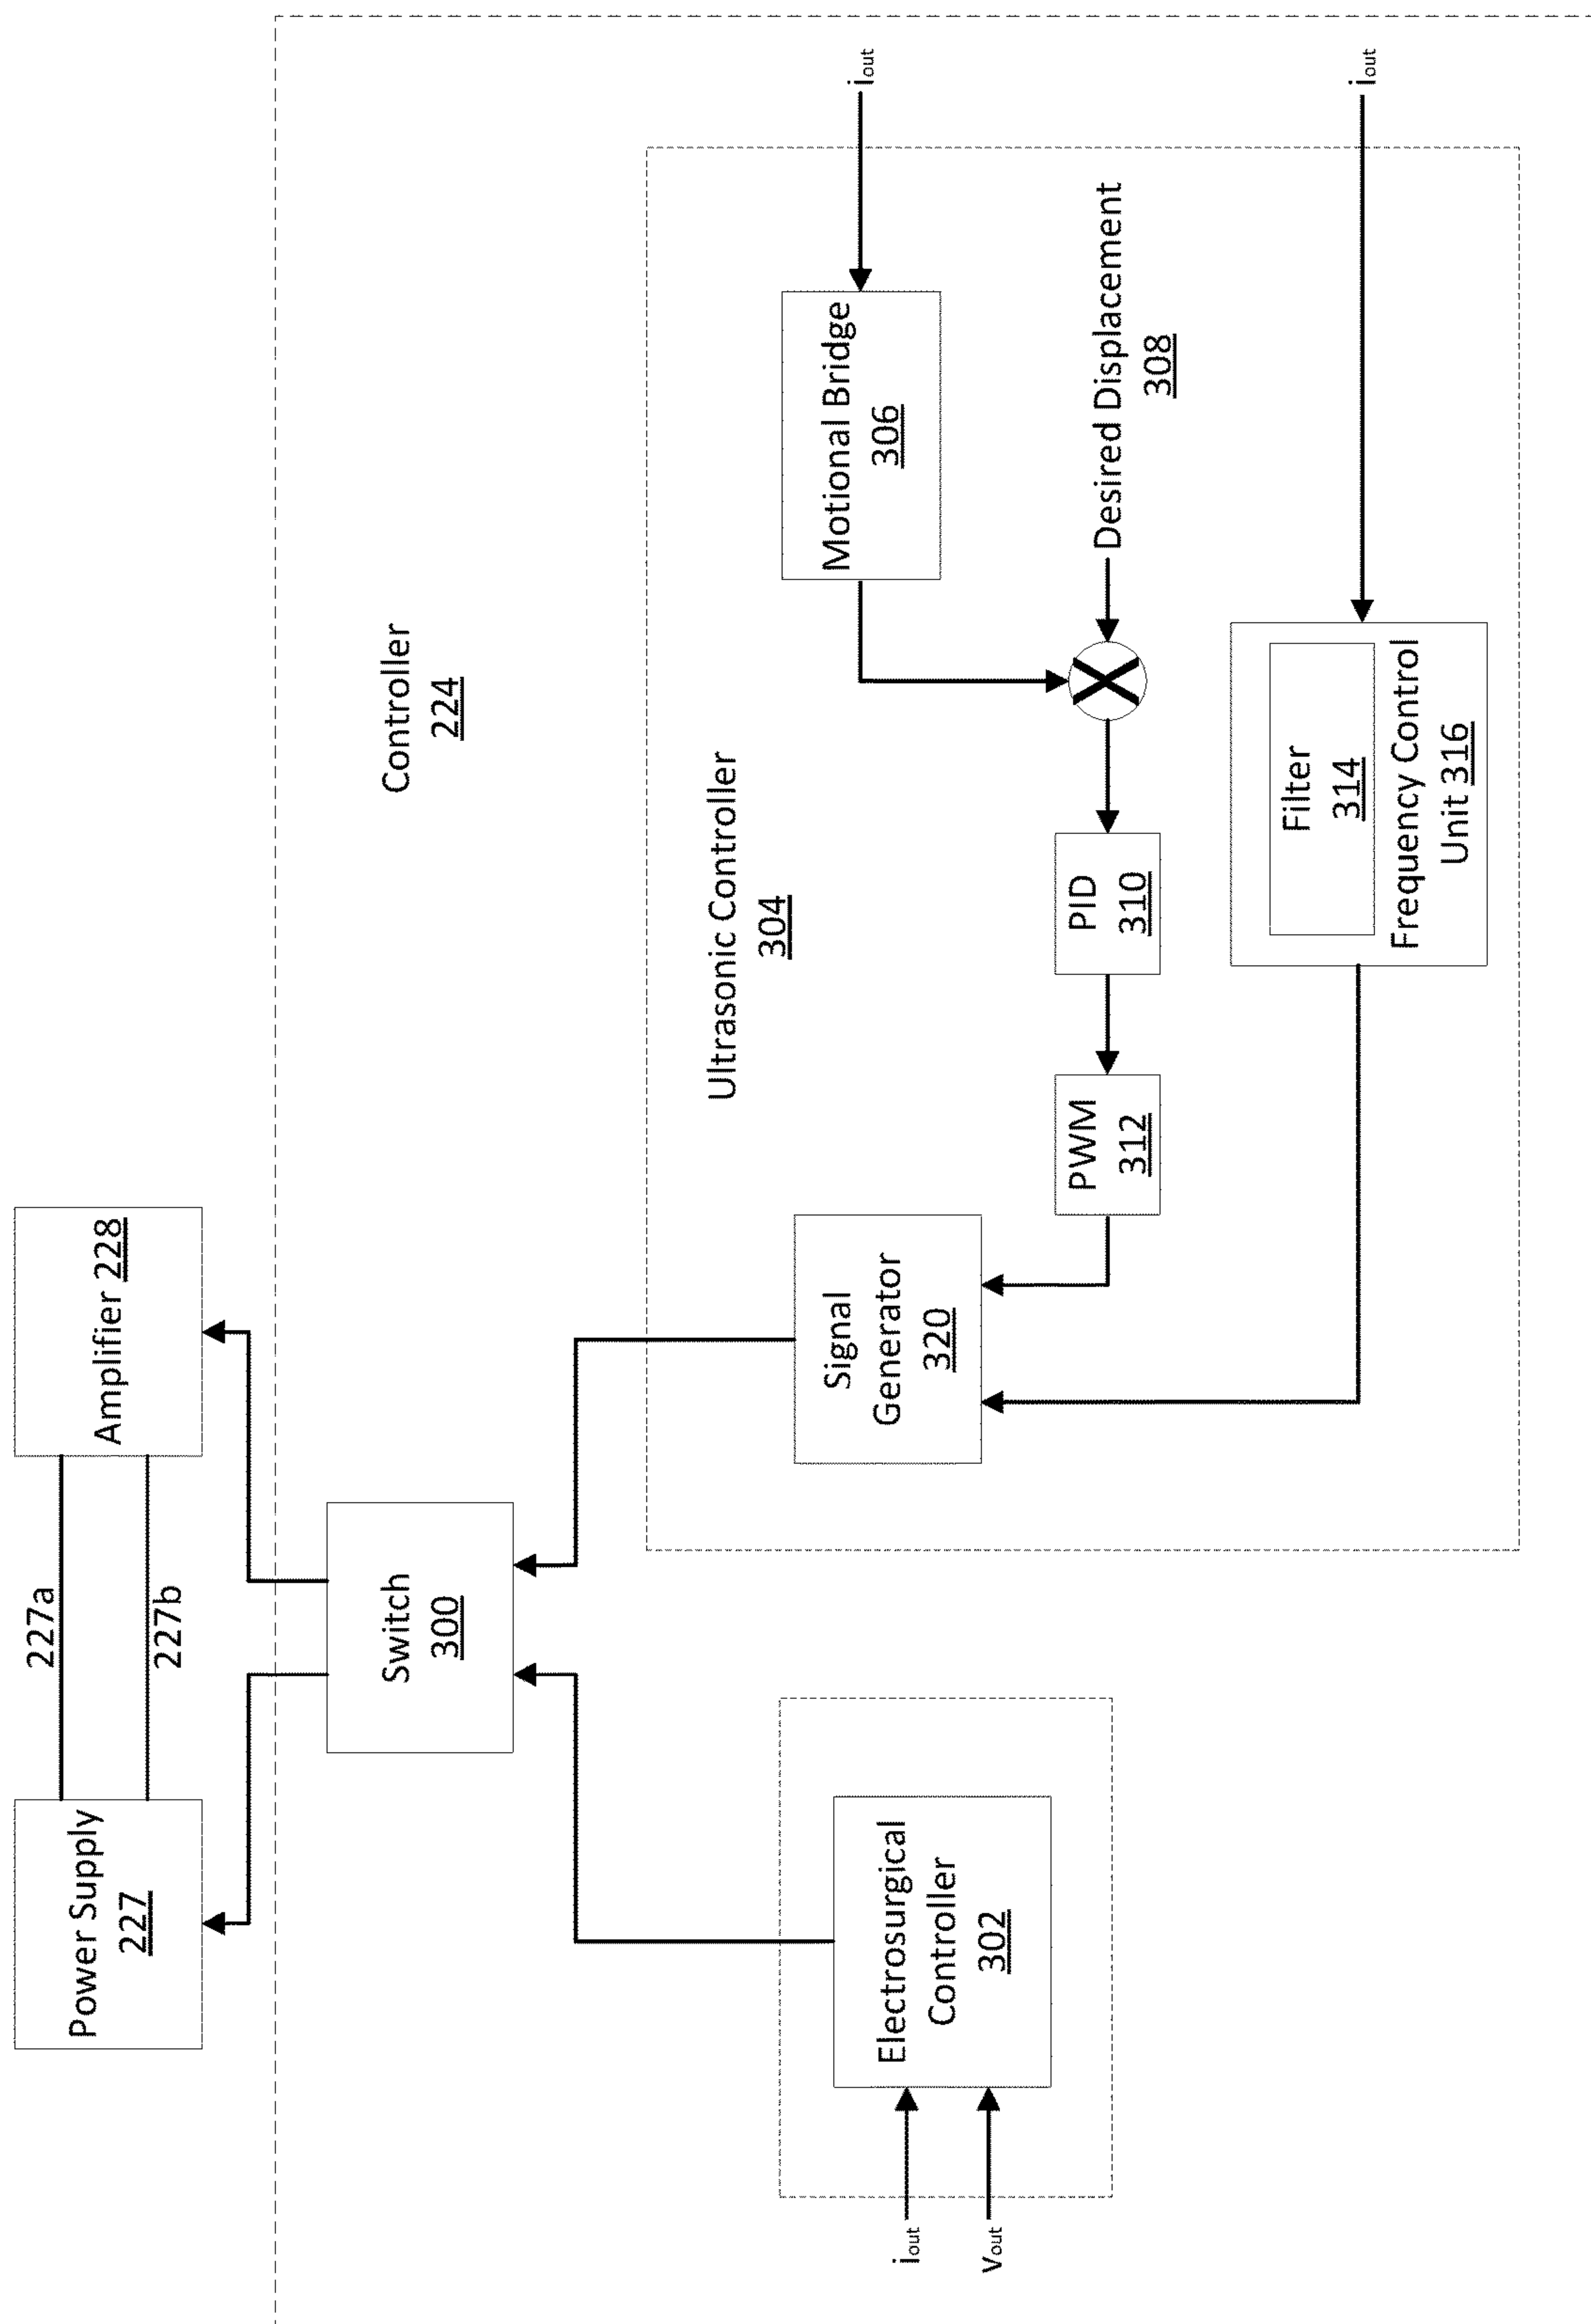 Power Supply
227
227a
227b
Amplifier 228
Switch
300
Controller
224
iout
vout
Electrosurgical
Controller
302
Ultrasonic Controller
304
Signal
Generator
320
PWM
312
PID
310
Motional Bridge
306
iout
Desired Displacement
308
X
Filter
314
Frequency Control
Unit 316
iout